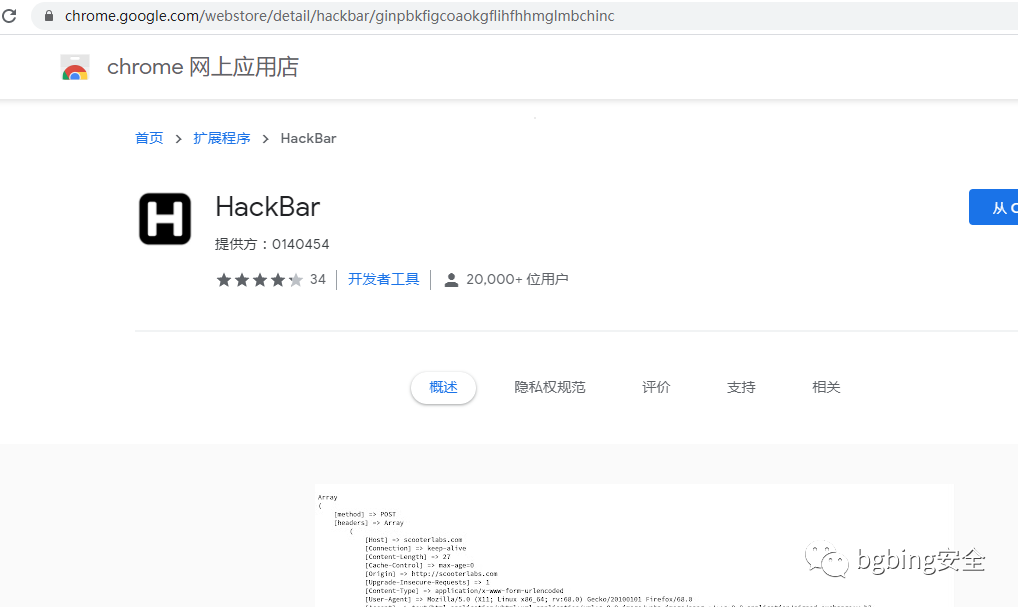 chrome.google.com/webstore/detail/hackbar/ginpbkfigcoaokgflihfhhmglmbchinc
chrome 网上应用店
首页 > 扩展程序 > HackBar
HackBar
提供方：0140454
34 开发者工具 20,000+ 位用户
从
概述 隐私权规范 评价 支持 相关
Array
(
[method] => POST
[headers] => Array
(
[Host] => scooterlabs.com
[Connection] => keep-alive
[Content-Length] => 27
[Cache-Control] => max-age=0
[Origin] => http://scooterlabs.com
[Upgrade-Insecure-Requests] => 1
[Content-Type] => application/x-www-form-urlencoded
[User-Agent] => Mozilla/5.0 (X11; Linux x86_64; rv:68.0) Gecko/20100101 Firefox/68.0
bgbing安全